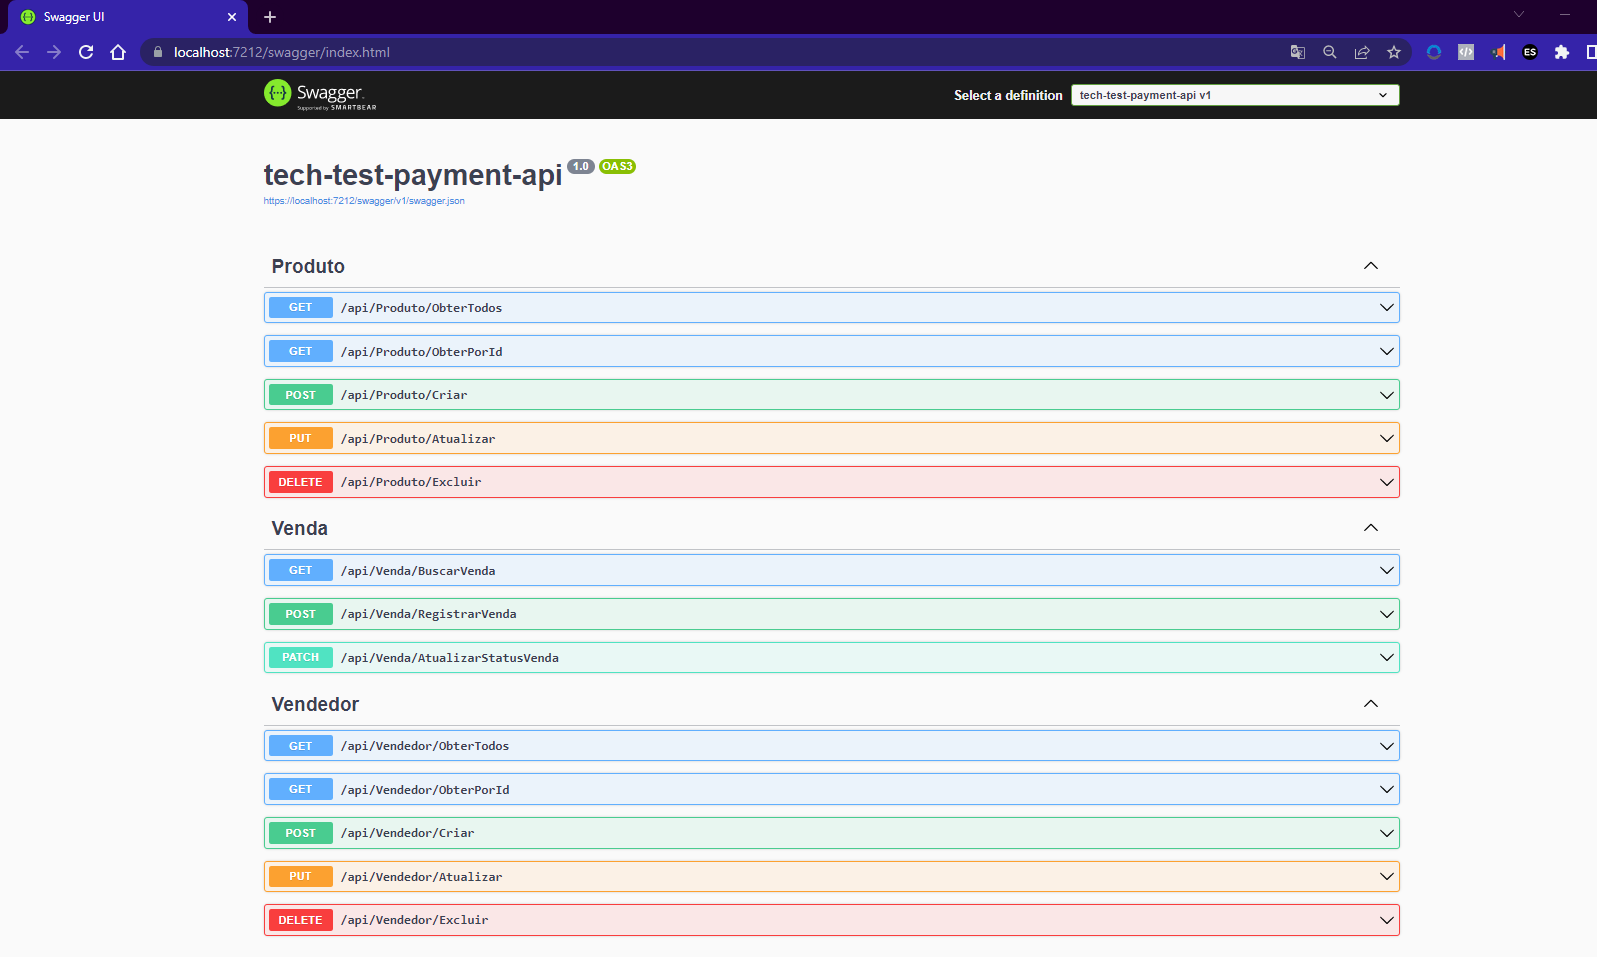 Swagger UI
localhost:7212/swagger/index.html
ES
Swagger.
Supported by SMARTBEAR
Select a definition
tech-test-payment-api v1
tech-test-payment-api 1.0 OAS3
https://localhost:7212/swagger/v1/swagger.json
Produto
GET /api/Produto/ObterTodos
GET /api/Produto/ObterPorId
POST /api/Produto/Criar
PUT /api/Produto/Atualizar
DELETE /api/Produto/Excluir
Venda
GET /api/Venda/BuscarVenda
POST /api/Venda/RegistrarVenda
PATCH /api/Venda/AtualizarStatusVenda
Vendedor
GET /api/Vendedor/ObterTodos
GET /api/Vendedor/ObterPorId
POST /api/Vendedor/Criar
PUT /api/Vendedor/Atualizar
DELETE /api/Vendedor/Excluir